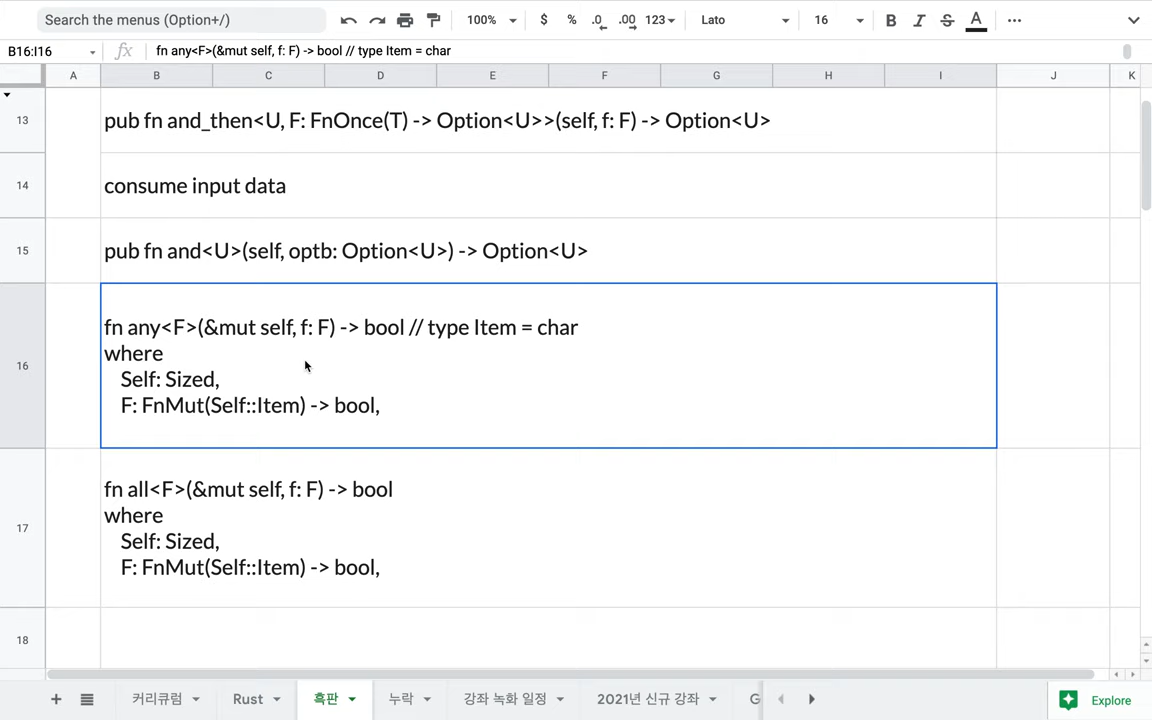 Search the menus (Option+/)
100%
$ % .0 .00 123
Lato
16
B I S A
B16:I16
fx
fn any<F>(&mut self, f: F) -> bool // type Item = char
A B C D E F G H I J K
13
pub fn and_then<U, F: FnOnce(T) -> Option<U>>(self, f: F) -> Option<U>
14
consume input data
15
pub fn and<U>(self, optb: Option<U>) -> Option<U>
16
fn any<F>(&mut self, f: F) -> bool // type Item = char
where
Self: Sized,
F: FnMut(Self::Item) -> bool,
17
fn all<F>(&mut self, f: F) -> bool
where
Self: Sized,
F: FnMut(Self::Item) -> bool,
18
커리큐럼 Rust 흑판 누락 강좌 녹화 일정 2021년 신규 강좌 G
Explore